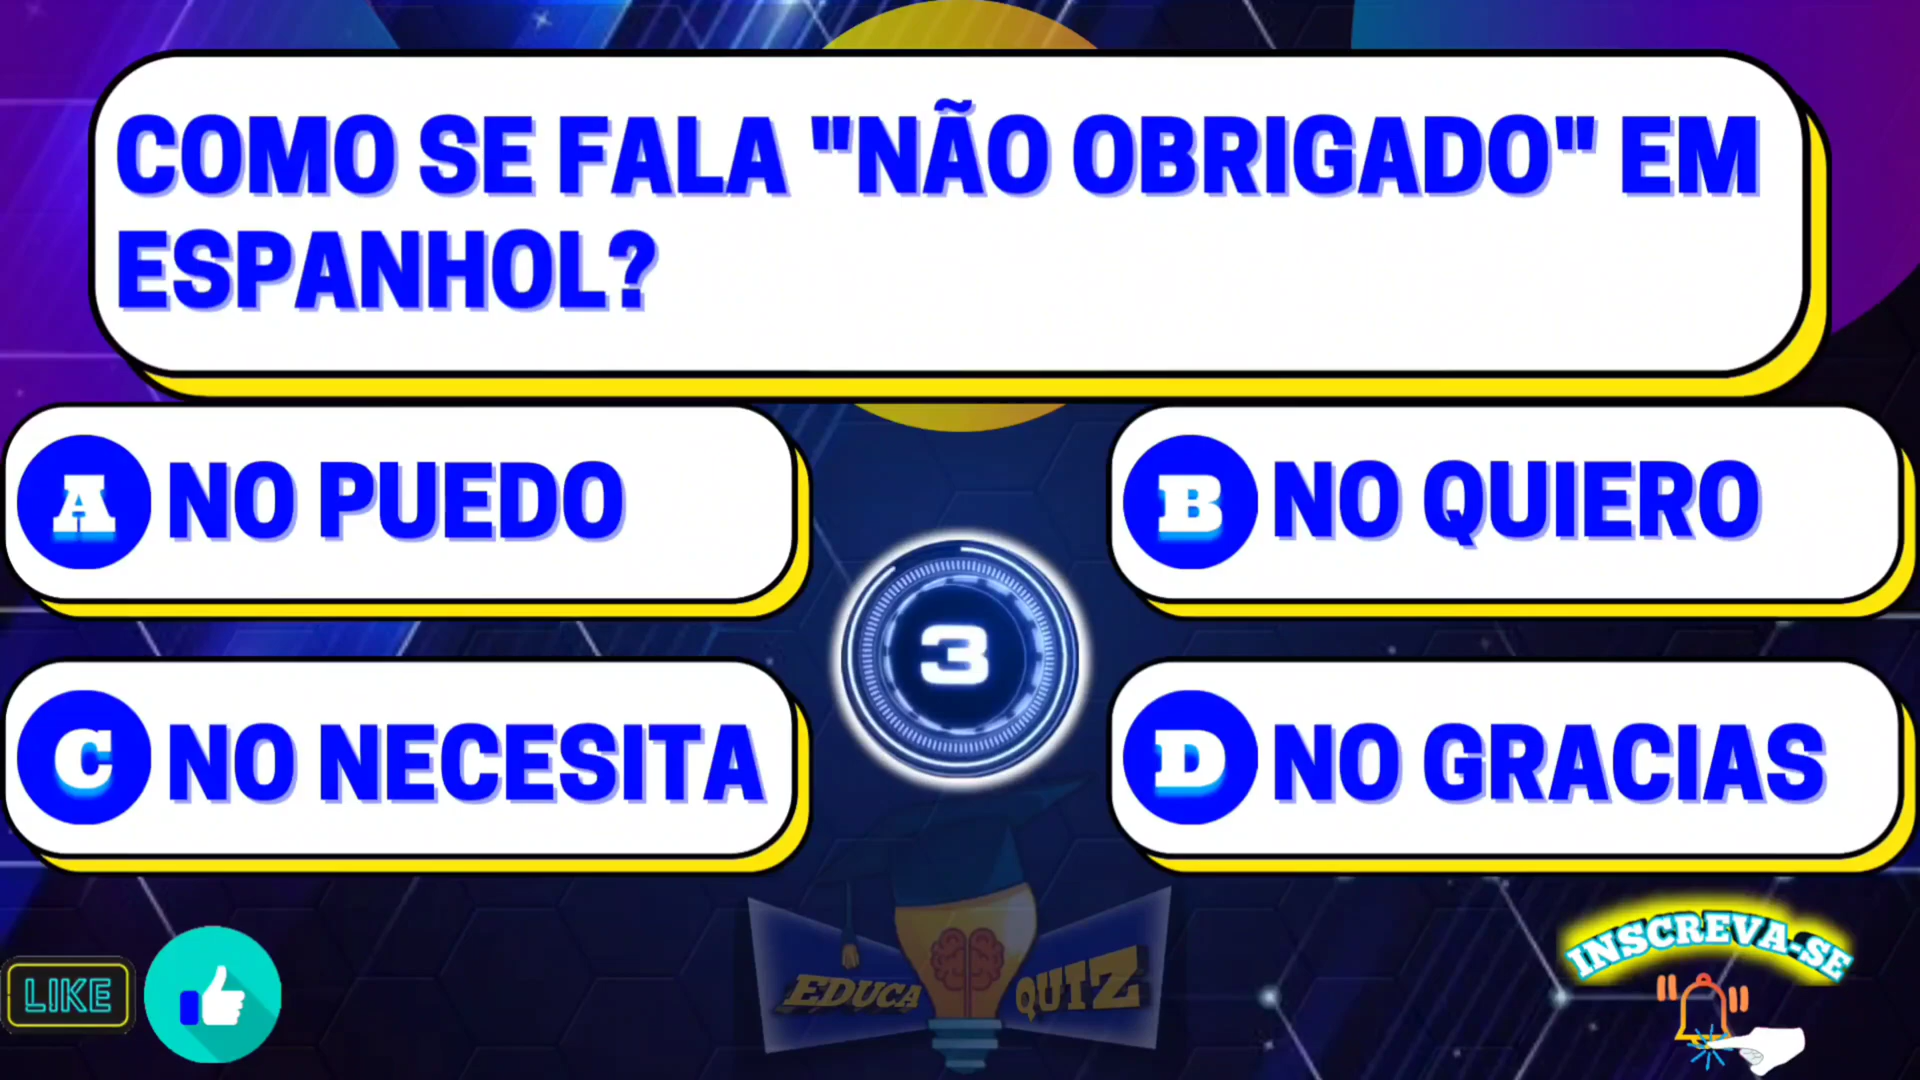 COMO SE FALA "NÃO OBRIGADO" EM
ESPANHOL?
A NO PUEDO
B NO QUIERO
3
C NO NECESITA
D NO GRACIAS
LIKE
EDUCA QUIZ
INSCREVA-SE